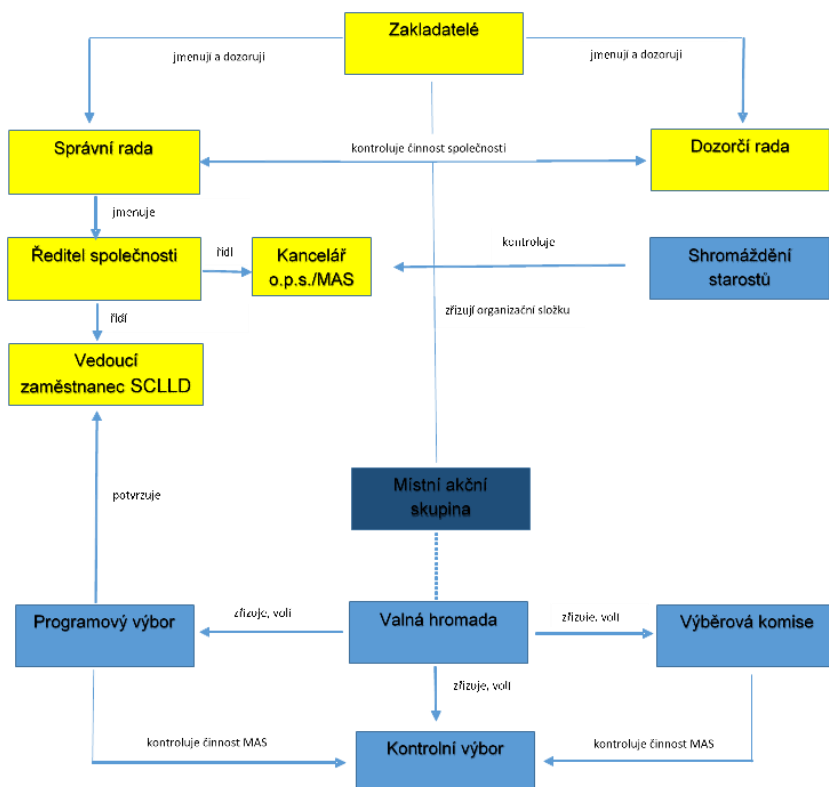 Zakladatelé
jmenují a dozorují
jmenují a dozorují
Správní rada
kontroluje činnost společnosti
Dozorčí rada
jmenuje
Ředitel společnosti
řídí
Kancelář
o.p.s./MAS
kontroluje
Shromáždění
starostů
řídí
zřizují organizační složku
Vedoucí
zaměstnanec SCLLD
Místní akční
skupina
potvrzuje
Programový výbor
zřizuje, volí
Valná hromada
zřizuje, volí
Výběrová komise
zřizuje, volí
kontroluje činnost MAS
Kontrolní výbor
kontroluje činnost MAS